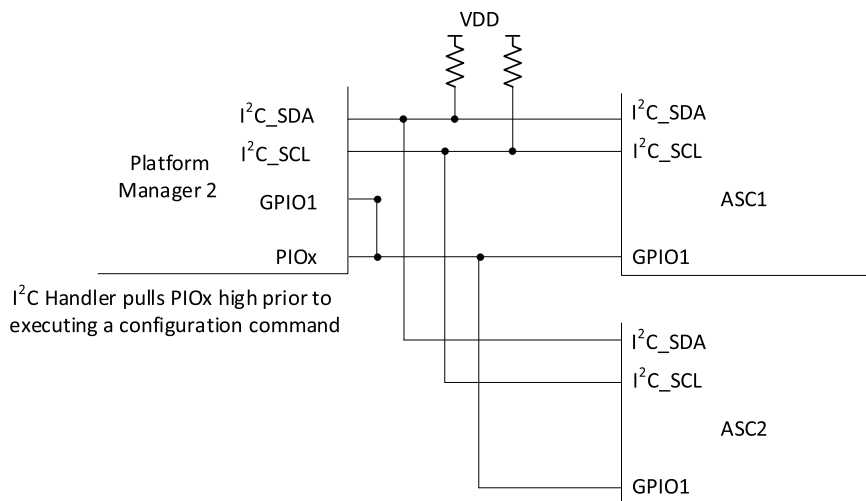 VDD
I²C_SDA
I²C_SCL
Platform
Manager 2
GPIO1
PIOx
I²C Handler pulls PIOx high prior to
executing a configuration command
I²C_SDA
I²C_SCL
ASC1
GPIO1
I²C_SDA
I²C_SCL
ASC2
GPIO1